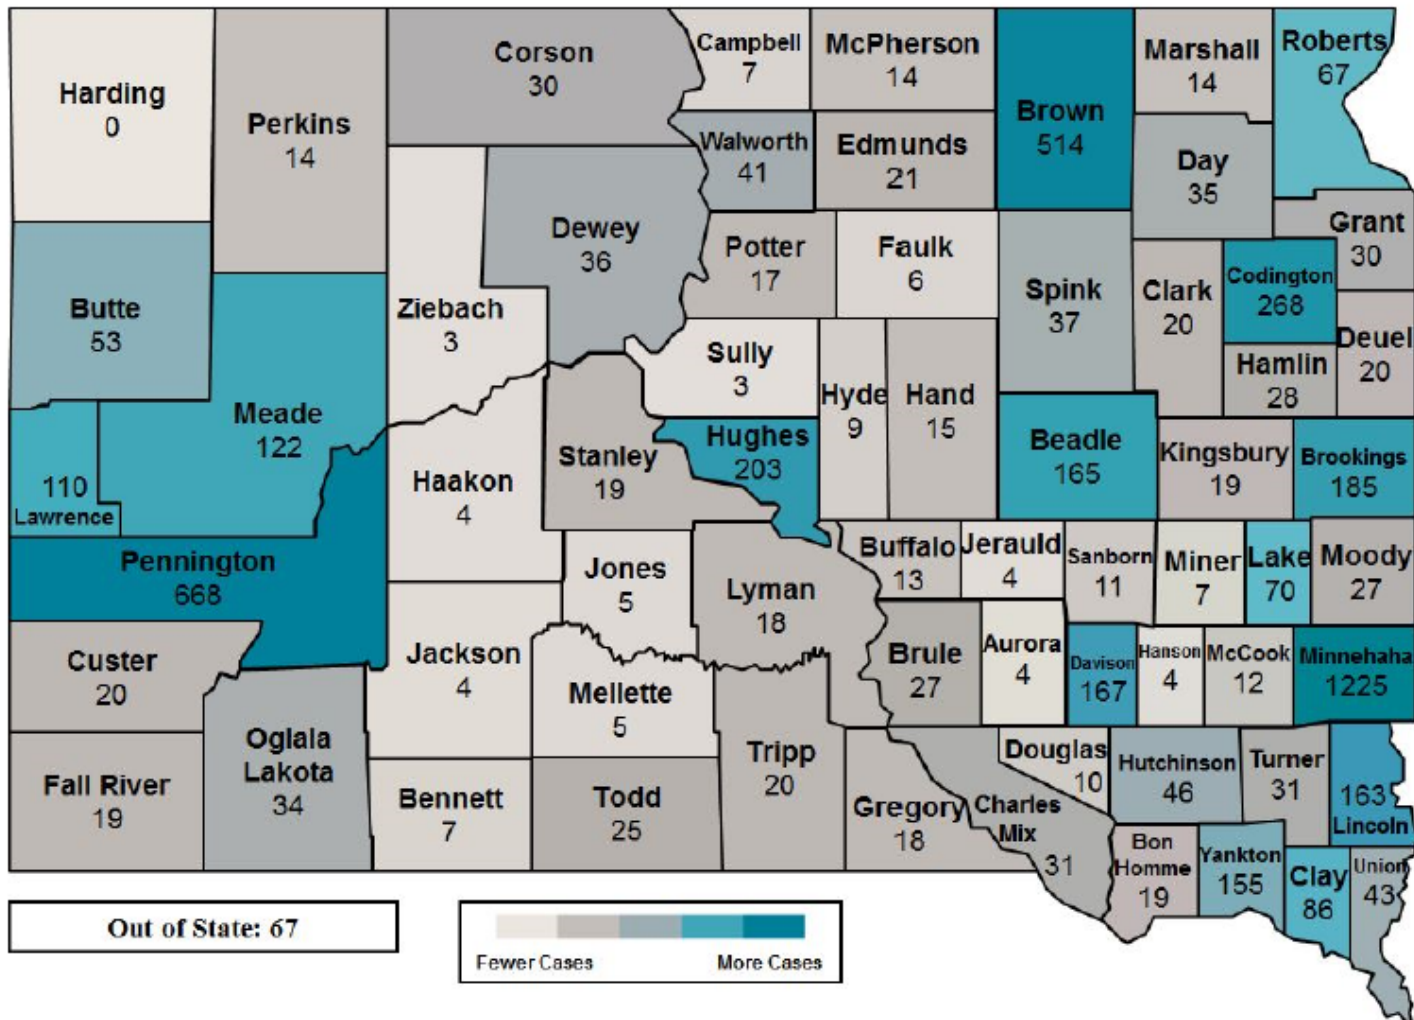 Harding
0
Perkins
14
Corson
30
Campbell
7
McPherson
14
Brown
514
Marshall
14
Roberts
67
Walworth
41
Edmunds
21
Day
35
Grant
30
Butte
53
Ziebach
3
Dewey
36
Potter
17
Faulk
6
Spink
37
Clark
20
Codington
268
Deuel
20
Hamlin
28
Meade
122
Sully
3
Hyde
9
Hand
15
Hughes
203
Stanley
19
Haakon
4
Beadle
165
Kingsbury
19
Brookings
185
110
Lawrence
Pennington
668
Jones
5
Lyman
18
Buffalo
13
Jerauld
4
Sanborn
11
Miner
7
Lake
70
Moody
27
Custer
20
Jackson
4
Mellette
5
Brule
27
Aurora
4
Davison
167
Hanson
4
McCook
12
Minnehaha
1225
Fall River
19
Oglala
Lakota
34
Bennett
7
Todd
25
Tripp
20
Gregory
18
Charles
Mix
31
Douglas
10
Hutchinson
46
Turner
31
163
Lincoln
Bon
Homme
19
Yankton
155
Clay
86
Union
43
Out of State: 67
Fewer Cases
More Cases